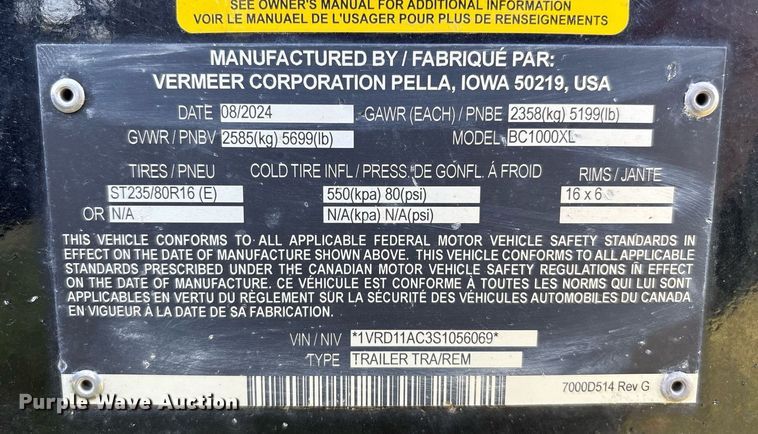 SEE OWNER'S MANUAL FOR ADDITIONAL INFORMATION
VOIR LE MANUAEL DE L'USAGER POUR PLUS DE RENSEIGNEMENTS
MANUFACTURED BY / FABRIQUÉ PAR:
VERMEER CORPORATION PELLA, IOWA 50219, USA
DATE 08/2024 GAWR (EACH) / PNBE 2358(kg) 5199(lb)
GVWR / PNBV 2585(kg) 5699(lb) MODEL BC1000XL
TIRES / PNEU COLD TIRE INFL / PRESS. DE GONFL. À FROID RIMS / JANTE
ST235/80R16 (E) 550(kpa) 80(psi) 16 x 6
OR N/A N/A(kpa) N/A(psi)
THIS VEHICLE CONFORMS TO ALL APPLICABLE FEDERAL MOTOR VEHICLE SAFETY STANDARDS IN
EFFECT ON THE DATE OF MANUFACTURE SHOWN ABOVE. THIS VEHICLE CONFORMS TO ALL APPLICABLE
STANDARDS PRESCRIBED UNDER THE CANADIAN MOTOR VEHICLE SAFETY REGULATIONS IN EFFECT
ON THE DATE OF MANUFACTURE. CE VÉHICULE EST CONFORME À TOUTES LES NORMES QUI LUI SONT
APPLICABLES EN VERTU DU RÈGLEMENT SUR LA SÉCURITÉ DES VÉHICULES AUTOMOBILES DU CANADA
EN VIGUEUR À LA DATE DE SA FABRICATION.
VIN / NIV *1VRD11AC3S1056069*
TYPE TRAILER TRA/REM
7000D514 Rev G
Purple Wave Auction